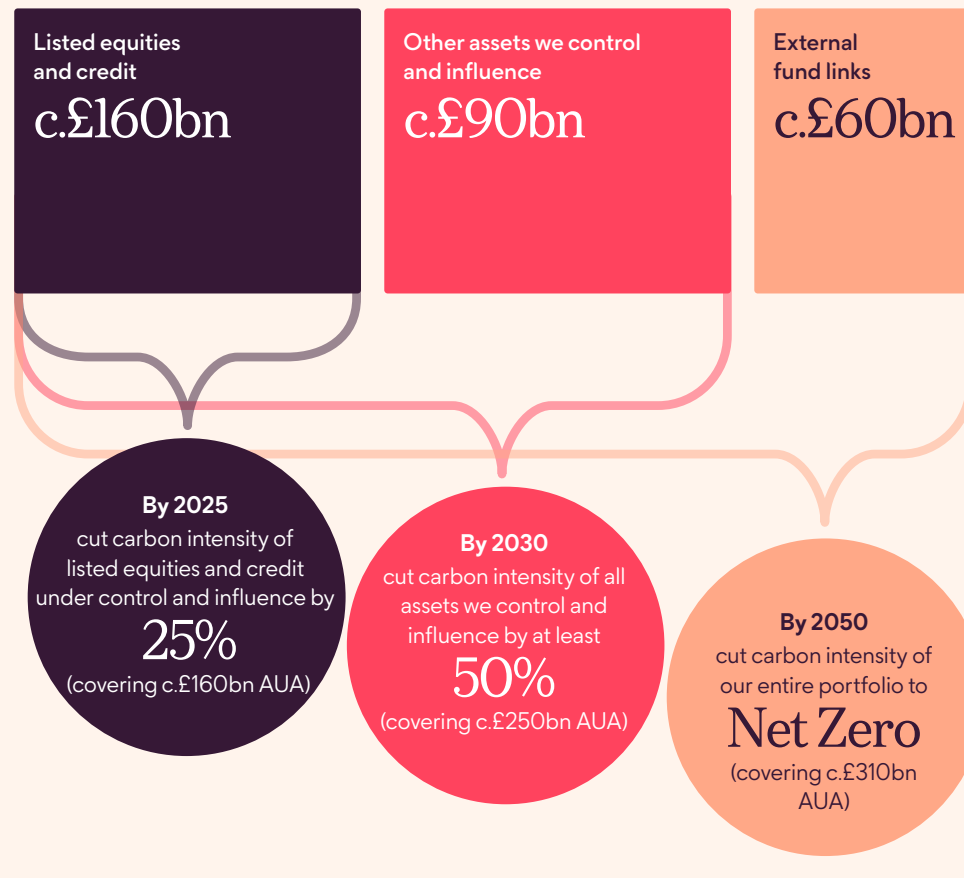 Listed equities
and credit
c.£160bn
Other assets we control
and influence
c.£90bn
External
fund links
c.£60bn
By 2025
cut carbon intensity of
listed equities and credit
under control and influence by
25%
(covering c.£160bn AUA)
By 2030
cut carbon intensity of all
assets we control and
influence by at least
50%
(covering c.£250bn AUA)
By 2050
cut carbon intensity of
our entire portfolio to
Net Zero
(covering c.£310bn
AUA)